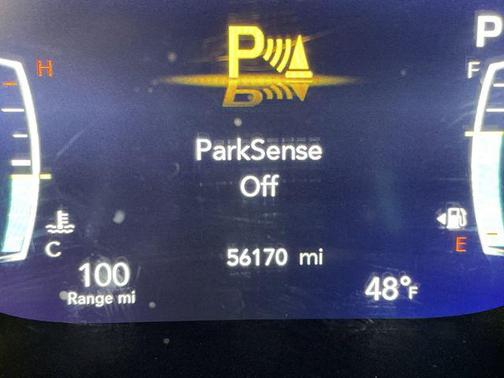 P
P
H
F
ParkSense
Off
C
E
56170 mi
100
Range mi
48°F